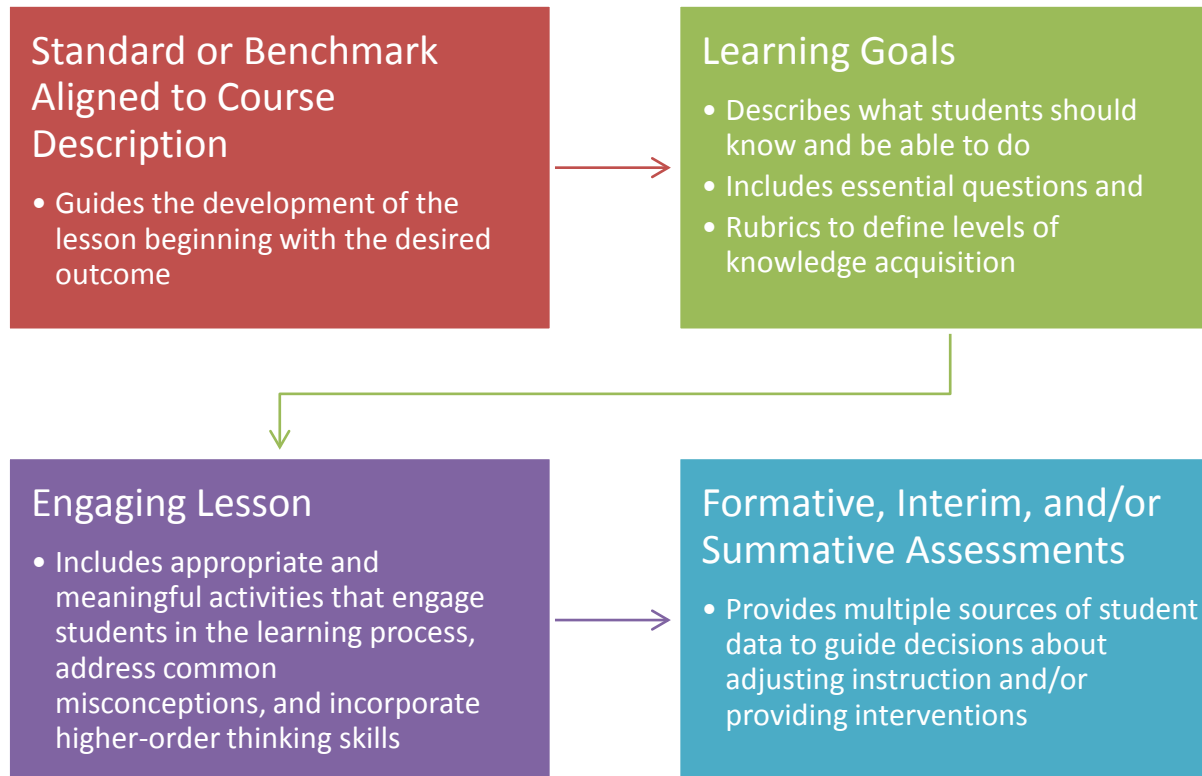 Standard or Benchmark
Aligned to Course
Description
• Guides the development of the
lesson beginning with the desired
outcome
Learning Goals
• Describes what students should
know and be able to do
• Includes essential questions and
• Rubrics to define levels of
knowledge acquisition
Engaging Lesson
• Includes appropriate and
meaningful activities that engage
students in the learning process,
address common
misconceptions, and incorporate
higher-order thinking skills
Formative, Interim, and/or
Summative Assessments
• Provides multiple sources of student
data to guide decisions about
adjusting instruction and/or
providing interventions